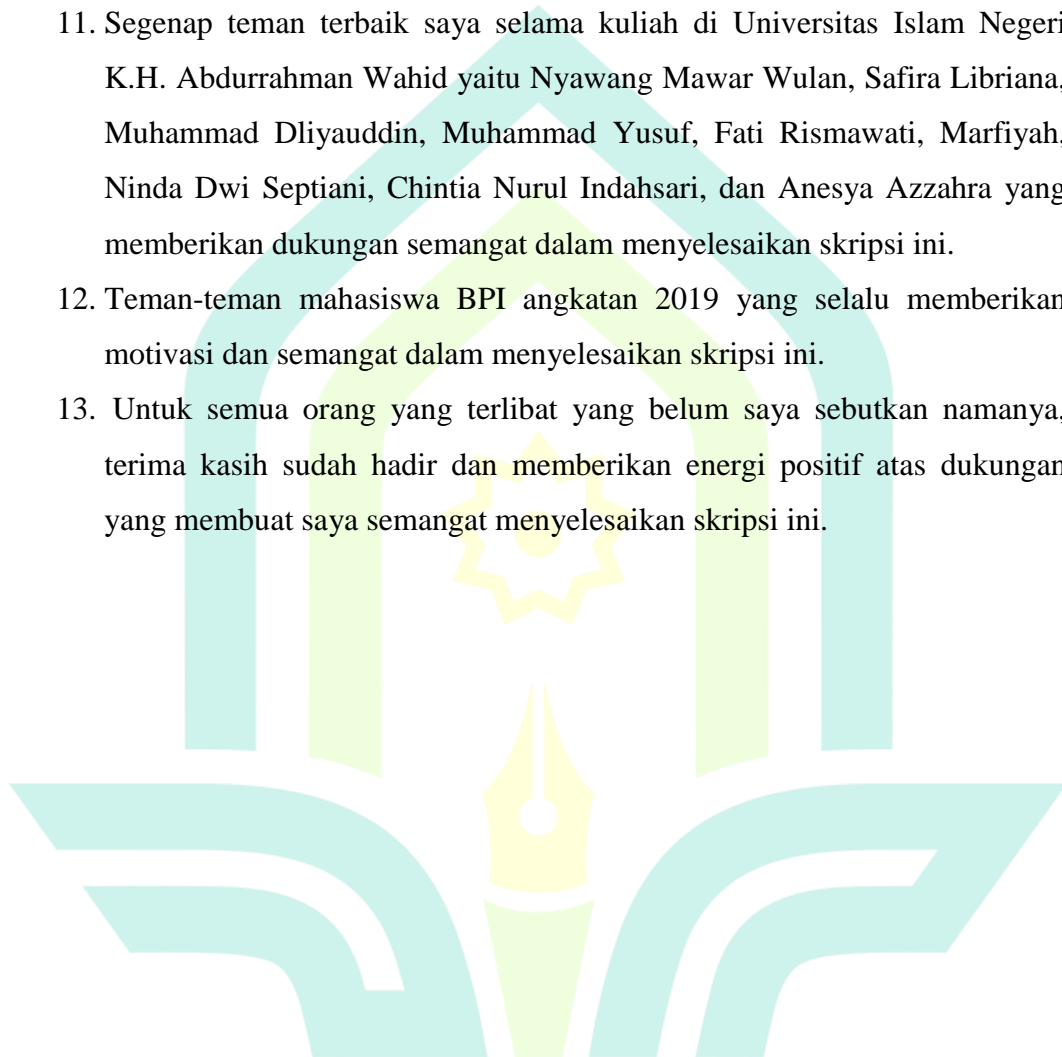 11. Segenap teman terbaik saya selama kuliah di Universitas Islam Negeri
K.H. Abdurrahman Wahid yaitu Nyawang Mawar Wulan, Safira Libriana,
Muhammad Dliyauddin, Muhammad Yusuf, Fati Rismawati, Marfiyah,
Ninda Dwi Septiani, Chintia Nurul Indahsari, dan Anesya Azzahra yang
memberikan dukungan semangat dalam menyelesaikan skripsi ini.
12. Teman-teman mahasiswa BPI angkatan 2019 yang selalu memberikan
motivasi dan semangat dalam menyelesaikan skripsi ini.
13. Untuk semua orang yang terlibat yang belum saya sebutkan namanya,
terima kasih sudah hadir dan memberikan energi positif atas dukungan
yang membuat saya semangat menyelesaikan skripsi ini.